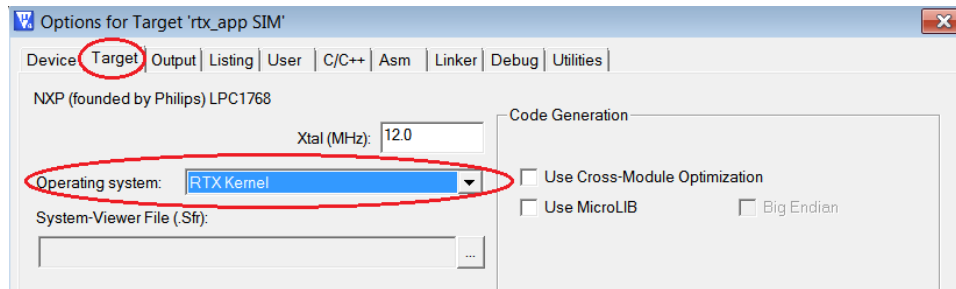 Options for Target 'rtx_app SIM'
Device Target Output Listing User C/C++ Asm Linker Debug Utilities
NXP (founded by Philips) LPC1768
Code Generation
Xtal (MHz): 12.0
Operating system: RTX Kernel
Use Cross-Module Optimization
System-Viewer File (.Sfr):
Use MicroLIB
Big Endian
...